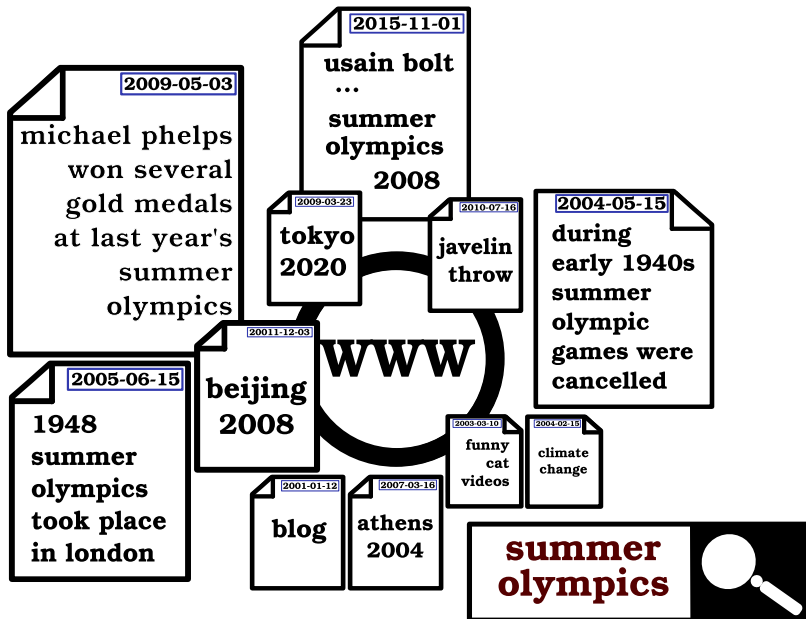 2015-11-01
usain bolt
...
summer
olympics
2008
2009-05-03
michael phelps
won several
gold medals
at last year's
summer
olympics
2009-03-23
tokyo
2020
2010-07-16
javelin
throw
2004-05-15
during
early 1940s
summer
olympic
games were
cancelled
WWW
20011-12-03
beijing
2008
2005-06-15
1948
summer
olympics
took place
in london
2003-03-10
funny
cat
videos
2004-02-15
climate
change
2001-01-12
blog
2007-03-16
athens
2004
summer
olympics